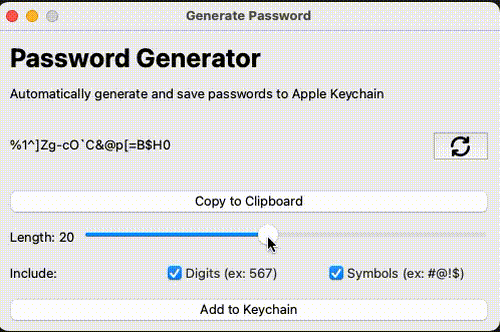 Generate Password
Password Generator
Automatically generate and save passwords to Apple Keychain
%1^]Zg-cO`C&@p[=B$H0
Copy to Clipboard
Length: 20
Include: Digits (ex: 567) Symbols (ex: #@!$)
Add to Keychain